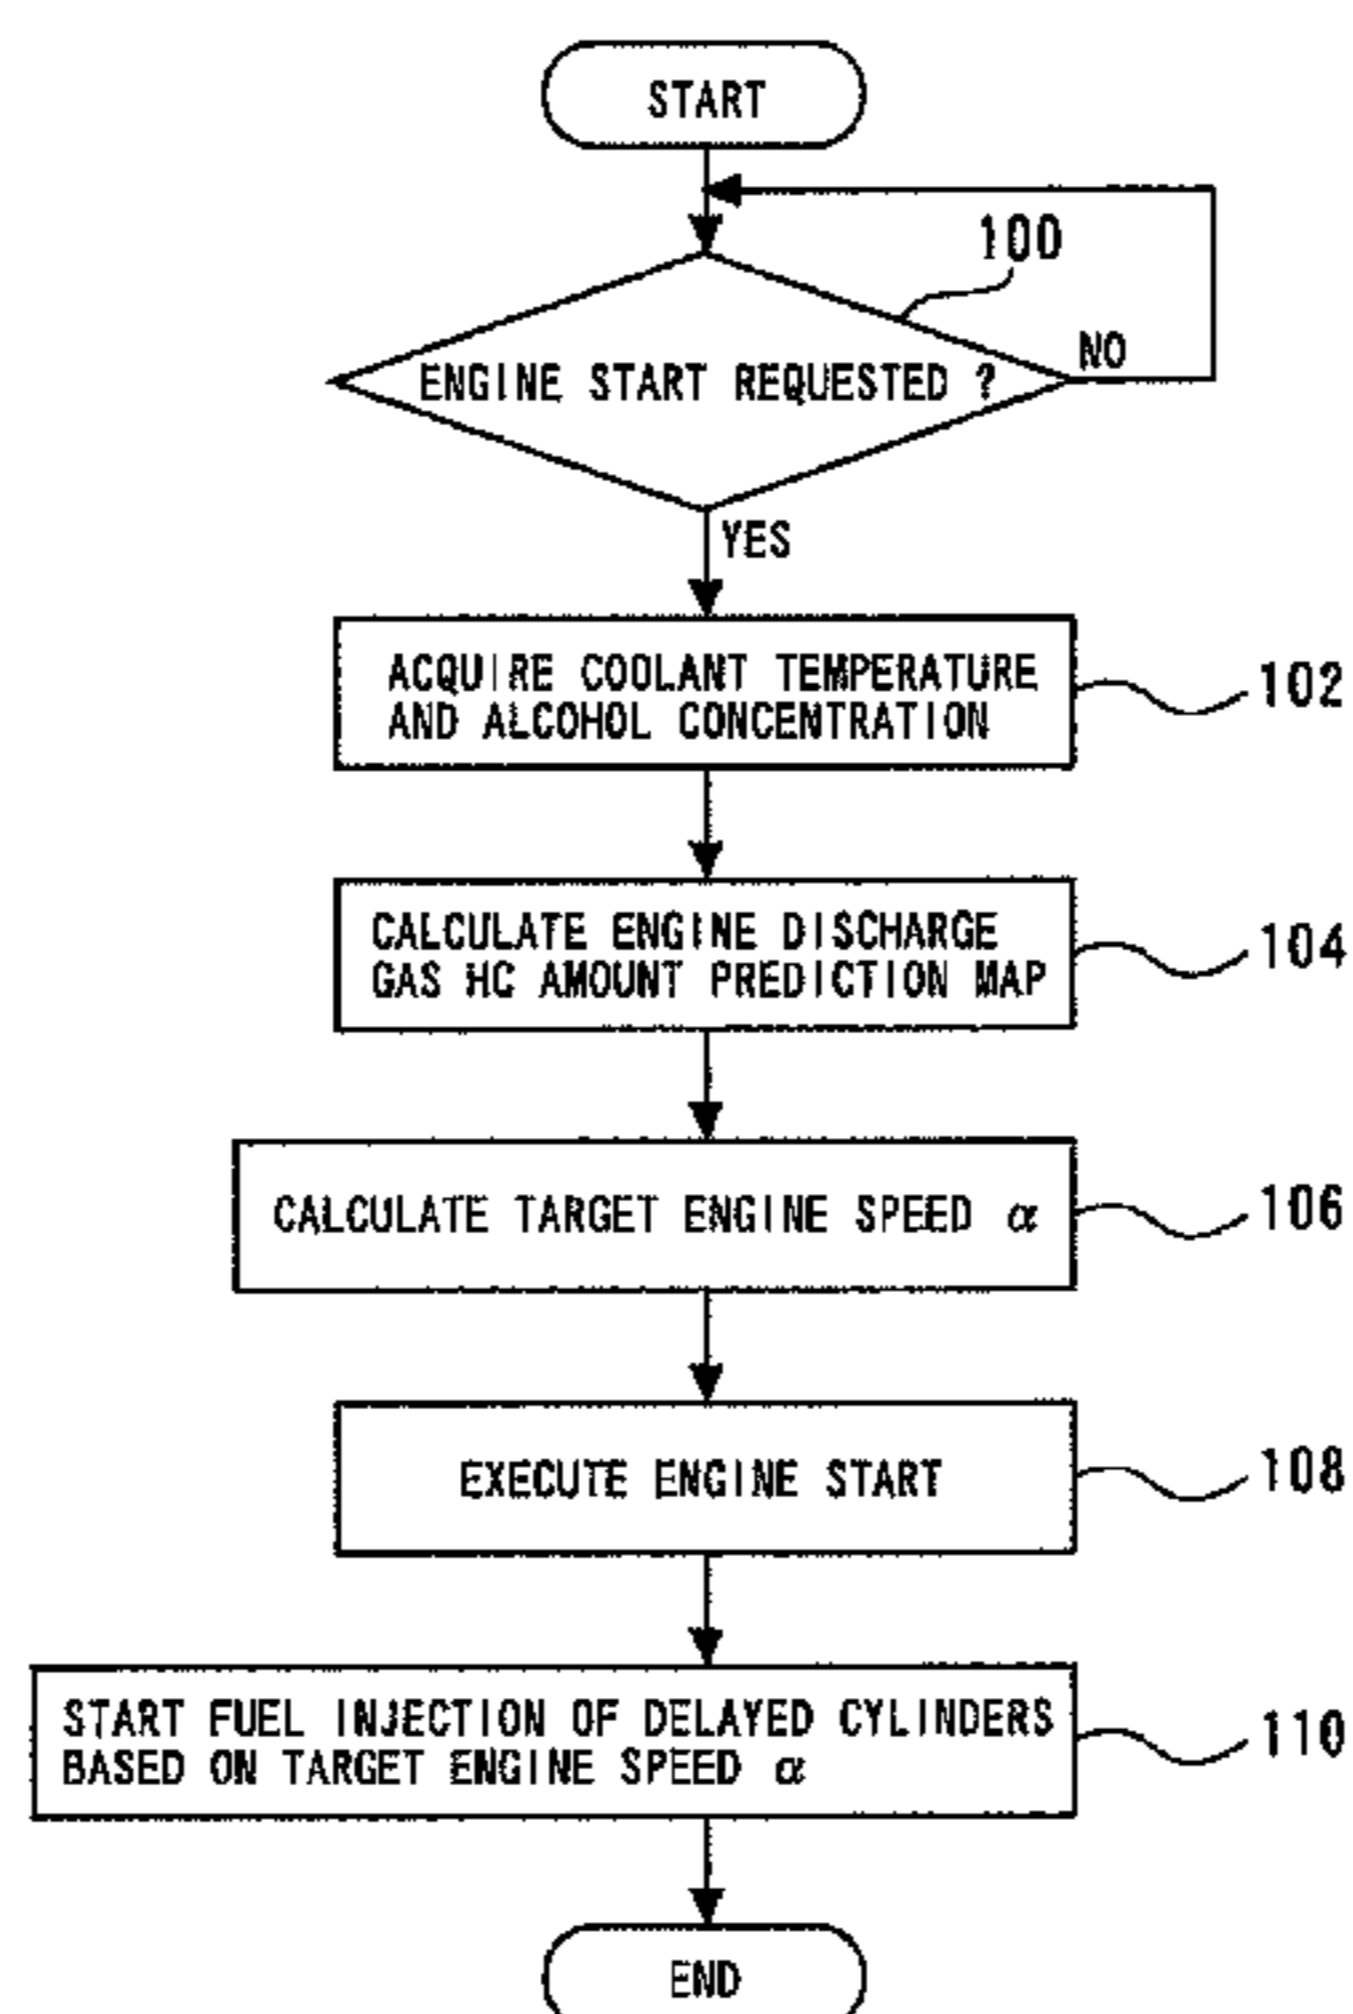 START
100
ENGINE START REQUESTED ?
NO
YES
ACQUIRE COOLANT TEMPERATURE
AND ALCOHOL CONCENTRATION
102
CALCULATE ENGINE DISCHARGE
GAS HC AMOUNT PREDICTION MAP
104
CALCULATE TARGET ENGINE SPEED α
106
EXECUTE ENGINE START
108
START FUEL INJECTION OF DELAYED CYLINDERS
BASED ON TARGET ENGINE SPEED α
110
END